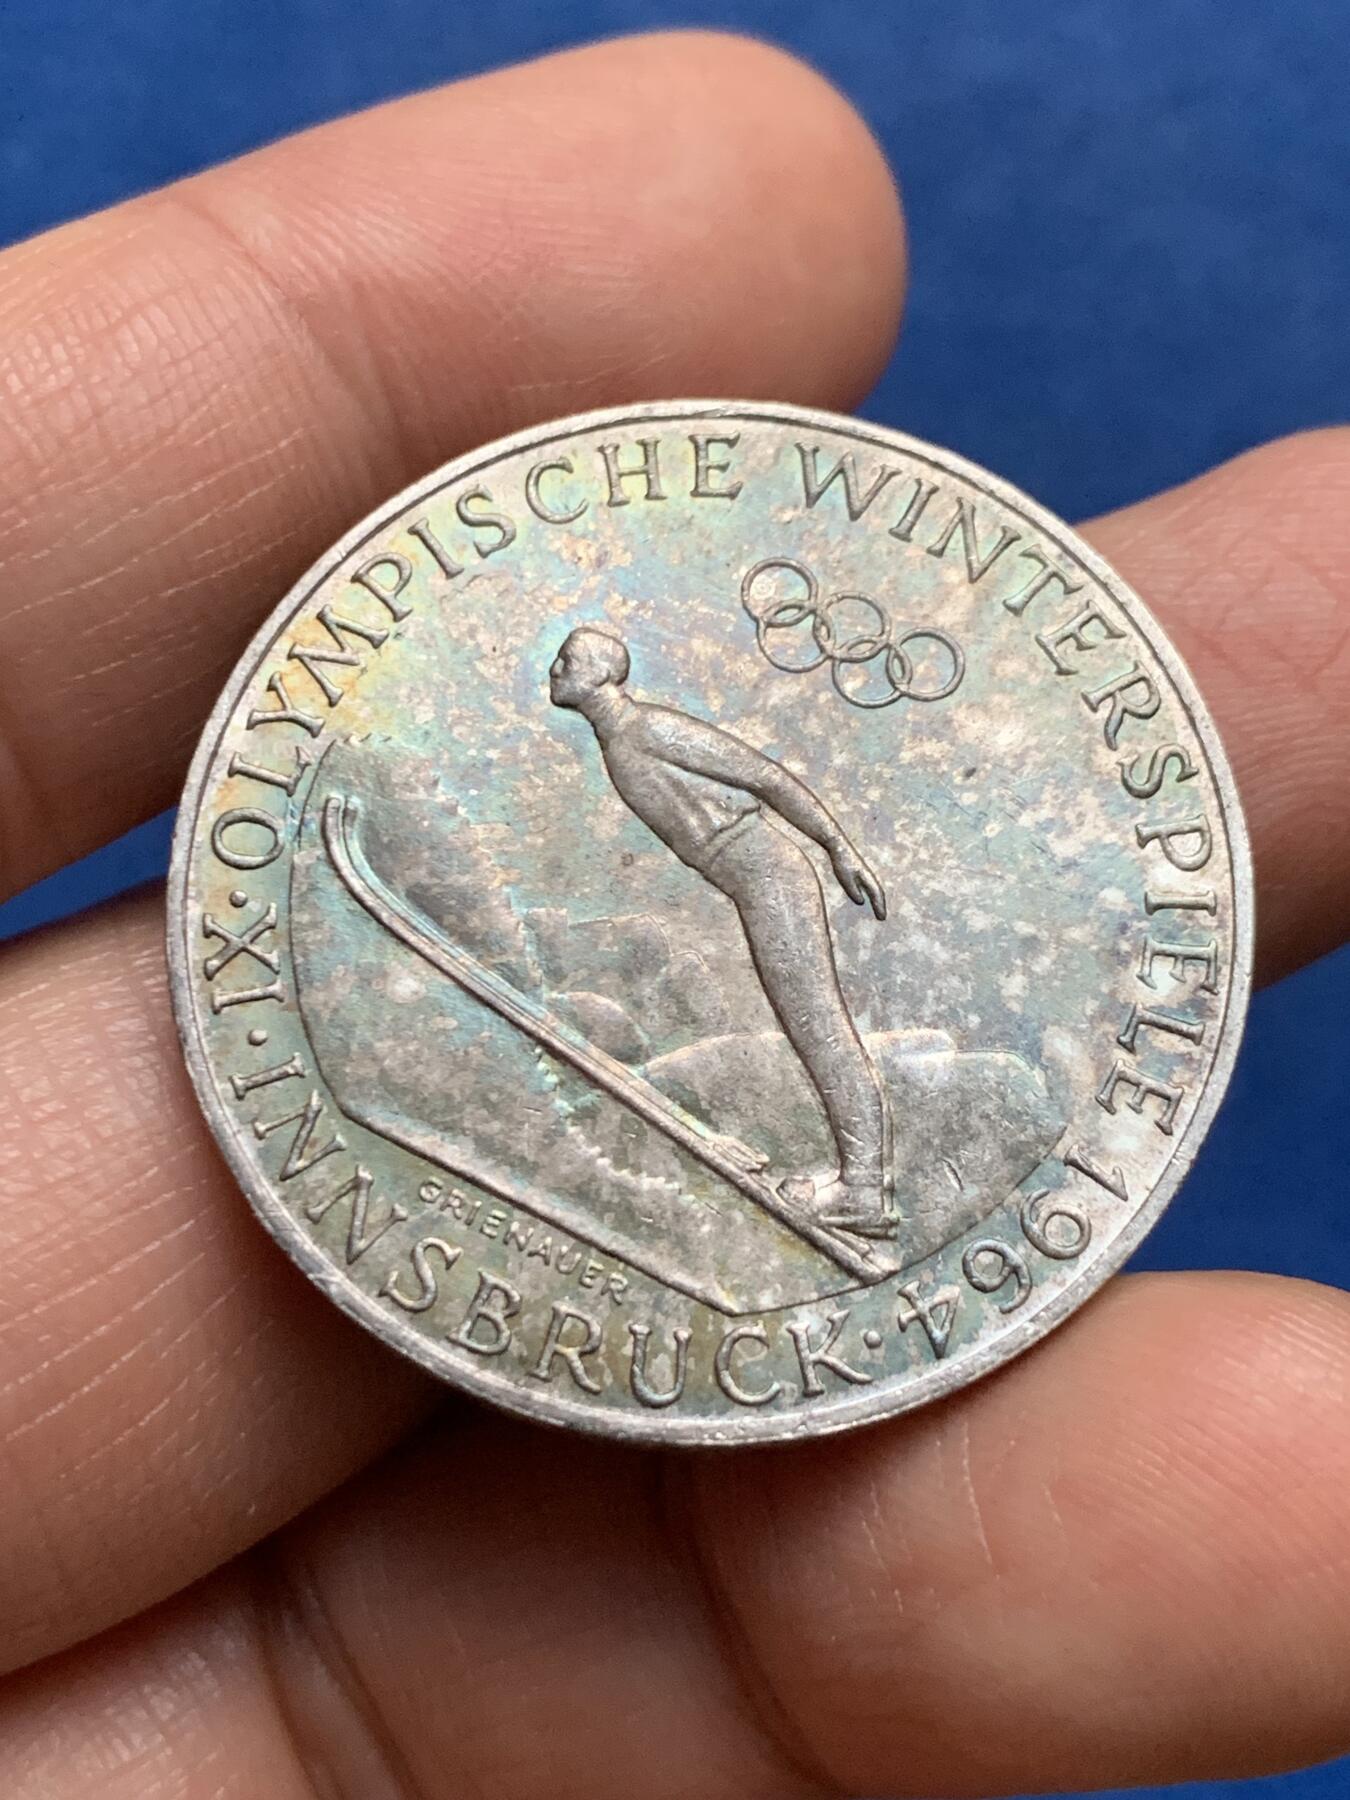 ·IX·OLYMPISCHE WINTERSPIELE 1964·INNSBRUCK
GRIENAUER